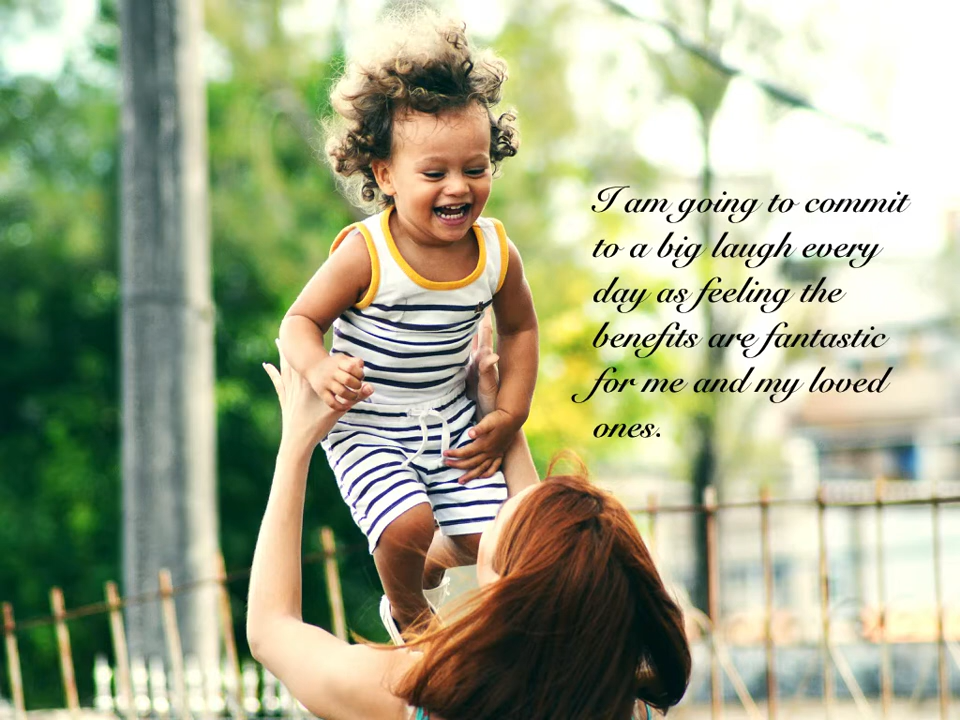 I am going to commit
to a big laugh every
day as feeling the
benefits are fantastic
for me and my loved
ones.